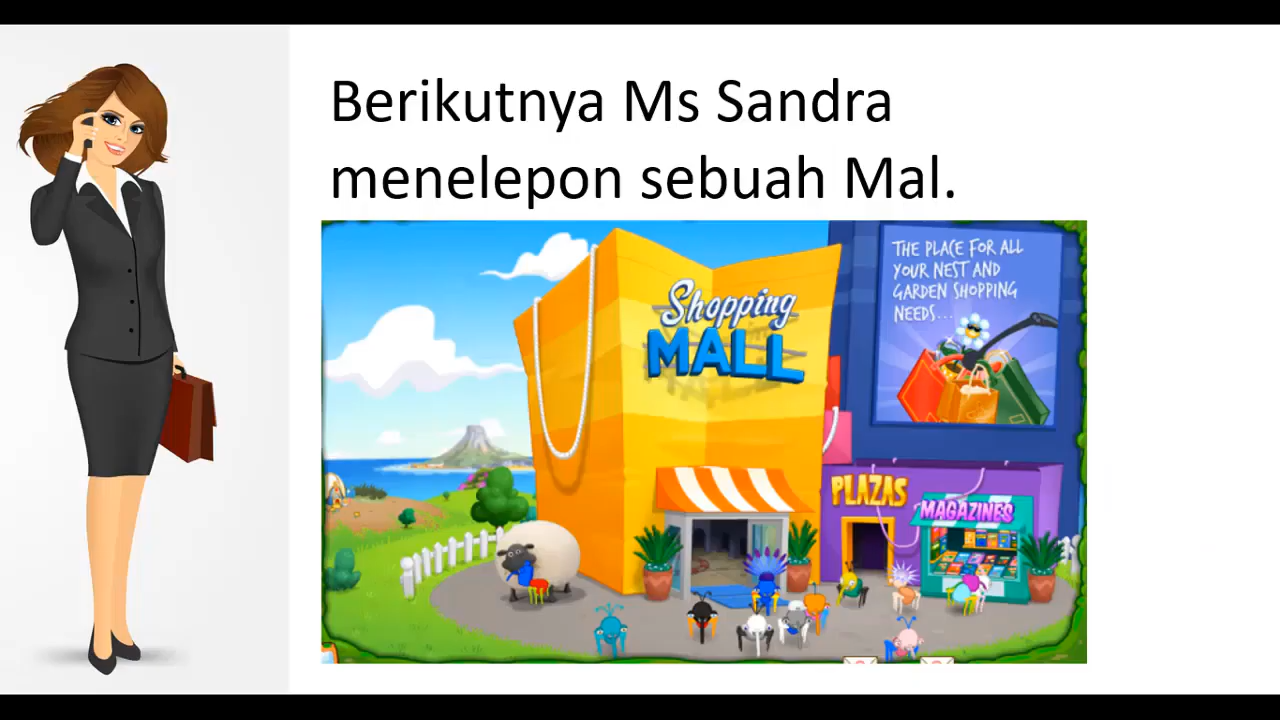 Berikutnya Ms Sandra
menelepon sebuah Mal.
THE PLACE FOR ALL
YOUR NEST AND
GARDEN SHOPPING
NEEDS...
Shopping
MALL
PLAZAS
MAGAZINES